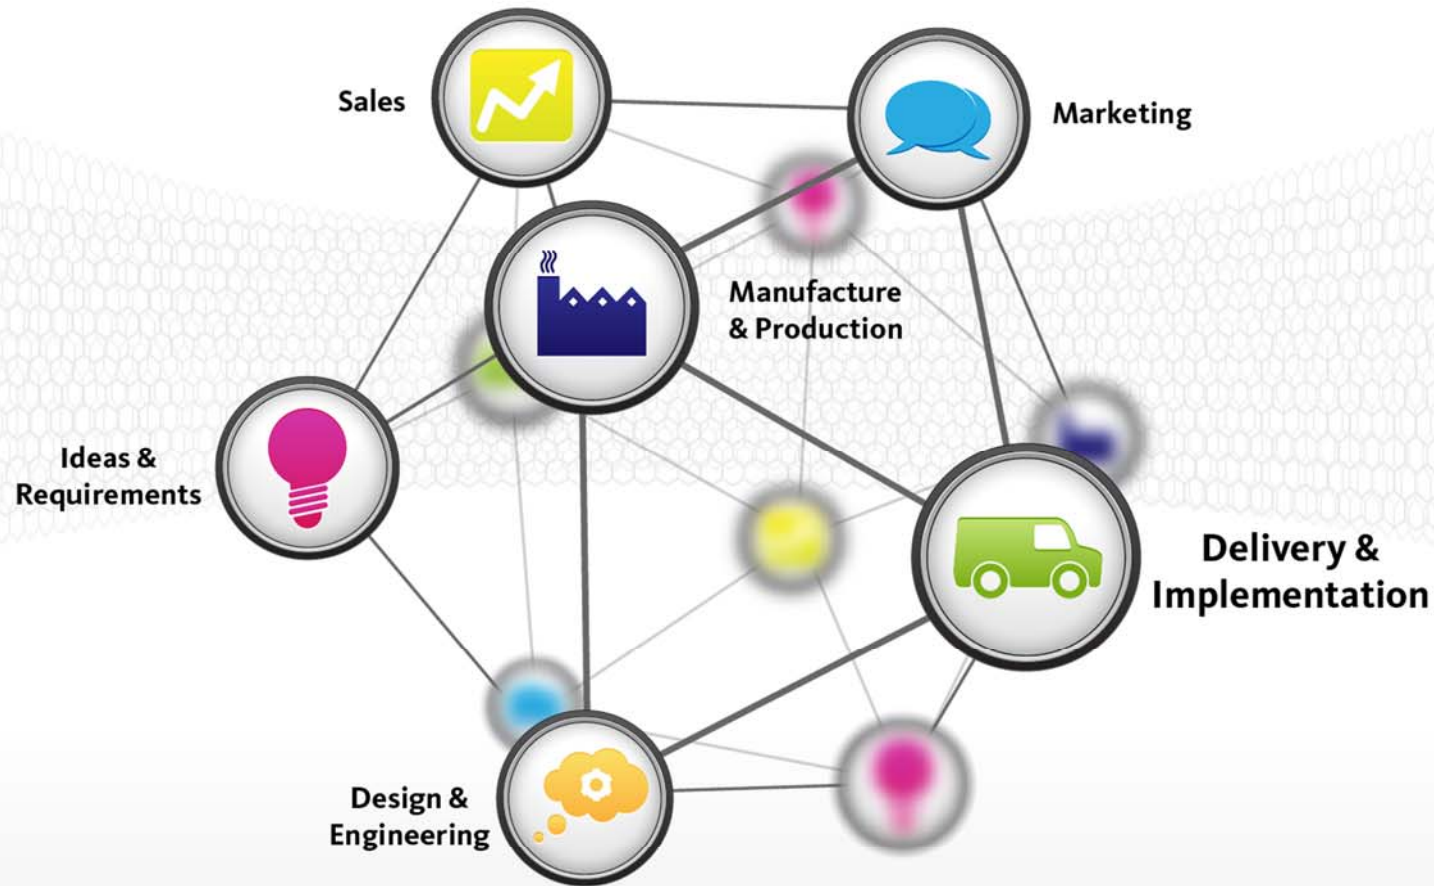 Sales
Marketing
Manufacture
& Production
Ideas &
Requirements
Delivery &
Implementation
Design &
Engineering